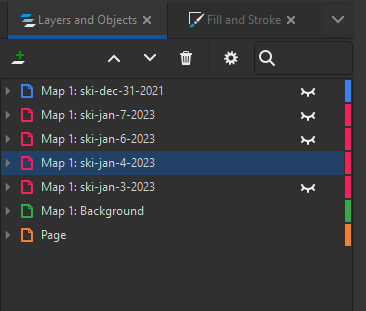 Layers and Objects
Fill and Stroke
Map 1: ski-dec-31-2021
Map 1: ski-jan-7-2023
Map 1: ski-jan-6-2023
Map 1: ski-jan-4-2023
Map 1: ski-jan-3-2023
Map 1: Background
Page